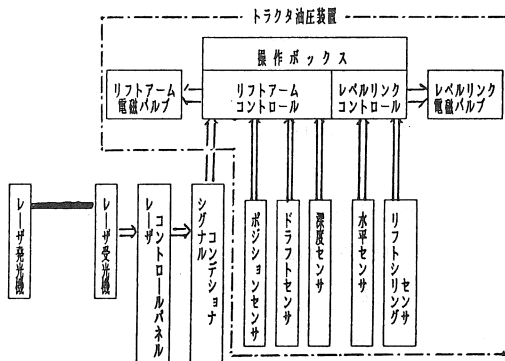 トラクタ油圧装置
操作ボックス
リフトアーム
電磁バルブ
リフトアーム
コントロール
レベルリンク
コントロール
レベルリンク
電磁バルブ
レーザ発光機
レーザ受光機
レーザ
コントロールパネル
シグナル
コンデショナ
ポジションセンサ
ドラフトセンサ
深度センサ
水平センサ
リフトシリング
センサ